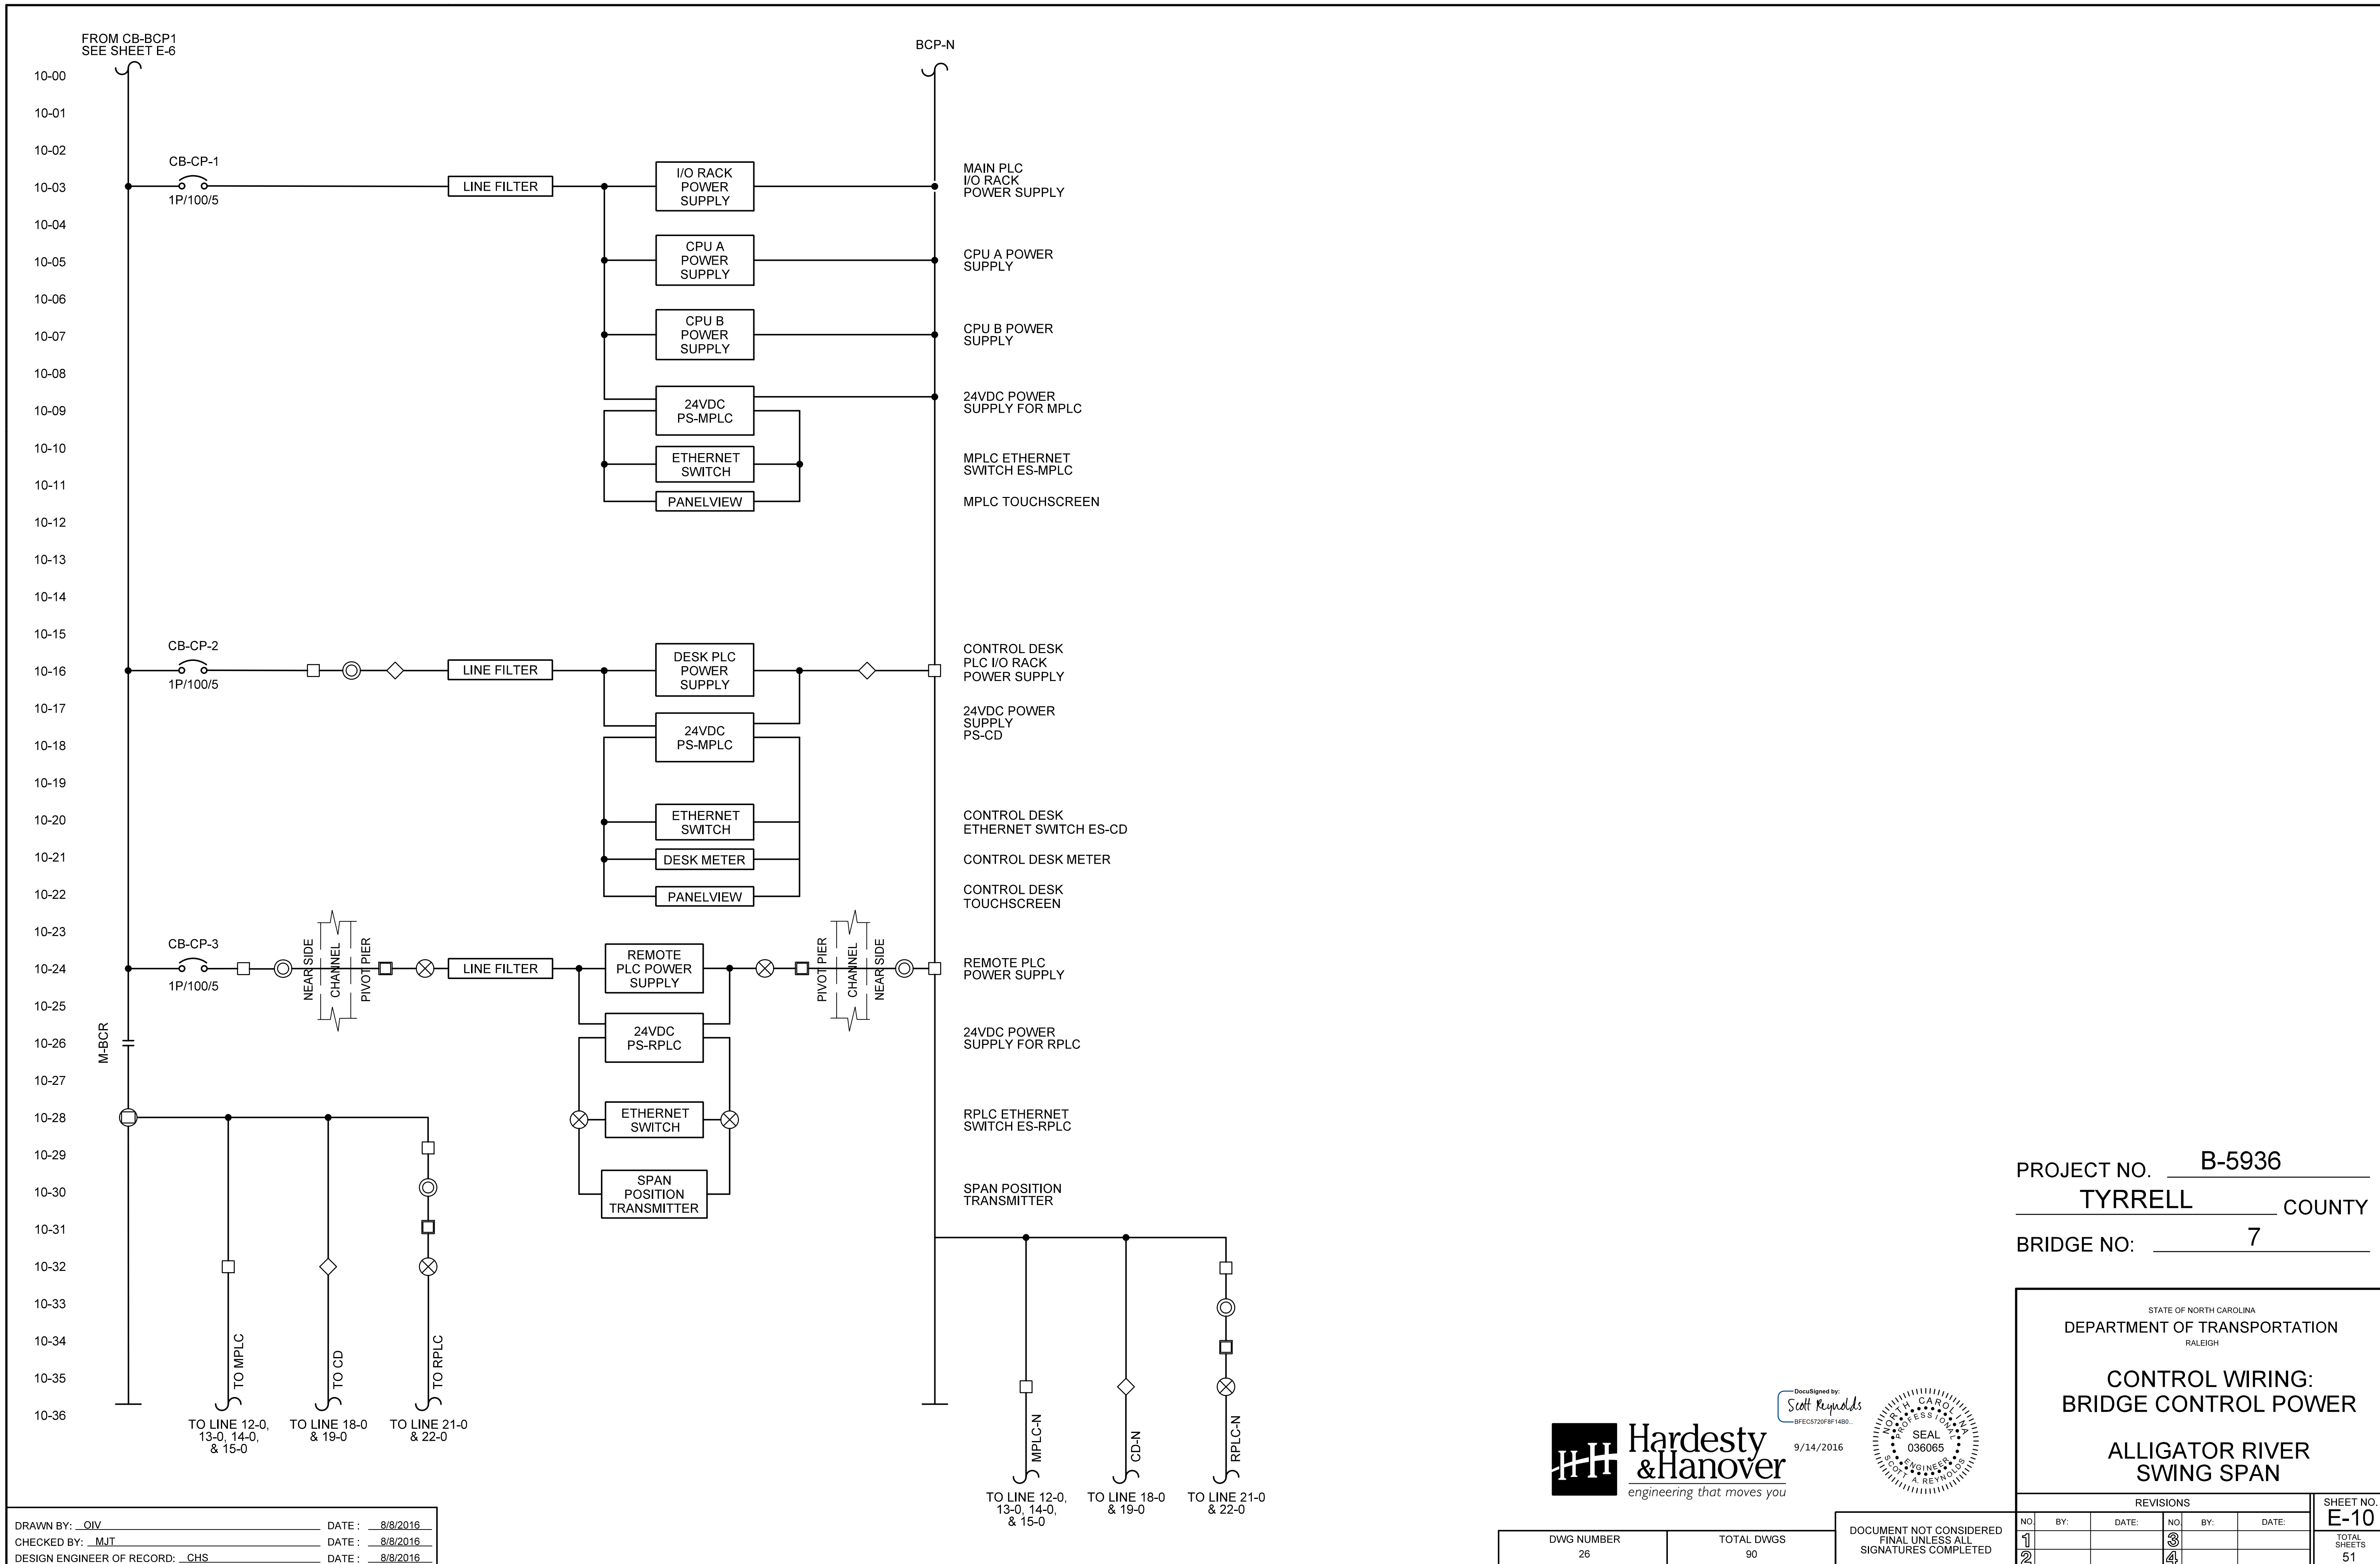 FROM CB-BCP1
SEE SHEET E-6
BCP-N
10-00
10-01
10-02
CB-CP-1
10-03
1P/100/5
LINE FILTER
I/O RACK
POWER
SUPPLY
MAIN PLC
I/O RACK
POWER SUPPLY
10-04
10-05
CPU A
POWER
SUPPLY
CPU A POWER
SUPPLY
10-06
10-07
CPU B
POWER
SUPPLY
CPU B POWER
SUPPLY
10-08
10-09
24VDC
PS-MPLC
24VDC POWER
SUPPLY FOR MPLC
10-10
ETHERNET
SWITCH
MPLC ETHERNET
SWITCH ES-MPLC
10-11
PANELVIEW
MPLC TOUCHSCREEN
10-12
10-13
10-14
10-15
CB-CP-2
10-16
1P/100/5
LINE FILTER
DESK PLC
POWER
SUPPLY
CONTROL DESK
PLC I/O RACK
POWER SUPPLY
10-17
24VDC
PS-MPLC
24VDC POWER
SUPPLY
PS-CD
10-18
10-19
10-20
ETHERNET
SWITCH
CONTROL DESK
ETHERNET SWITCH ES-CD
10-21
DESK METER
CONTROL DESK METER
10-22
PANELVIEW
CONTROL DESK
TOUCHSCREEN
10-23
CB-CP-3
10-24
1P/100/5
NEAR SIDE
CHANNEL
PIVOT PIER
LINE FILTER
REMOTE
PLC POWER
SUPPLY
PIVOT PIER
CHANNEL
NEAR SIDE
REMOTE PLC
POWER SUPPLY
10-25
10-26
M-BCR
24VDC
PS-RPLC
24VDC POWER
SUPPLY FOR RPLC
10-27
10-28
ETHERNET
SWITCH
RPLC ETHERNET
SWITCH ES-RPLC
10-29
10-30
SPAN
POSITION
TRANSMITTER
SPAN POSITION
TRANSMITTER
10-31
10-32
10-33
10-34
10-35
10-36
TO MPLC
TO CD
TO RPLC
TO LINE 12-0,
13-0, 14-0,
& 15-0
TO LINE 18-0
& 19-0
TO LINE 21-0
& 22-0
MPLC-N
CD-N
RPLC-N
TO LINE 12-0,
13-0, 14-0,
& 15-0
TO LINE 18-0
& 19-0
TO LINE 21-0
& 22-0
PROJECT NO. B-5936
TYRRELL COUNTY
BRIDGE NO: 7
STATE OF NORTH CAROLINA
DEPARTMENT OF TRANSPORTATION
RALEIGH
CONTROL WIRING:
BRIDGE CONTROL POWER
ALLIGATOR RIVER
SWING SPAN
HH
Hardesty
&Hanover
engineering that moves you
DocuSigned by:
Scott Reynolds
BFEC5720F8F14B0...
9/14/2016
NORTH CAROLINA
PROFESSIONAL
SEAL
036065
ENGINEER
SCOTT A. REYNOLDS
DRAWN BY: OIV DATE : 8/8/2016
CHECKED BY: MJT DATE : 8/8/2016
DESIGN ENGINEER OF RECORD: CHS DATE : 8/8/2016
DWG NUMBER
26
TOTAL DWGS
90
DOCUMENT NOT CONSIDERED
FINAL UNLESS ALL
SIGNATURES COMPLETED
REVISIONS
NO. BY: DATE: NO. BY: DATE:
1 3
2 4
SHEET NO.
E-10
TOTAL
SHEETS
51